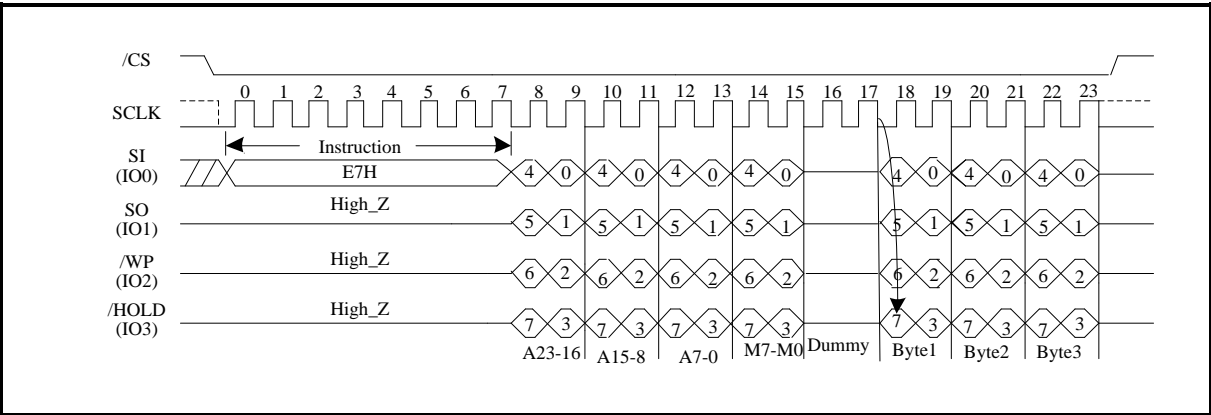 /CS
0 1 2 3 4 5 6 7 8 9 10 11 12 13 14 15 16 17 18 19 20 21 22 23
SCLK
Instruction
SI
(IO0)
E7H
4 0 4 0 4 0 4 0 4 0 4 0 4 0
SO
(IO1)
High_Z
5 1 5 1 5 1 5 1 5 1 5 1 5 1
/WP
(IO2)
High_Z
6 2 6 2 6 2 6 2 6 2 6 2 6 2
/HOLD
(IO3)
High_Z
7 3 7 3 7 3 7 3 7 3 7 3 7 3
A23-16 A15-8 A7-0 M7-M0 Dummy Byte1 Byte2 Byte3